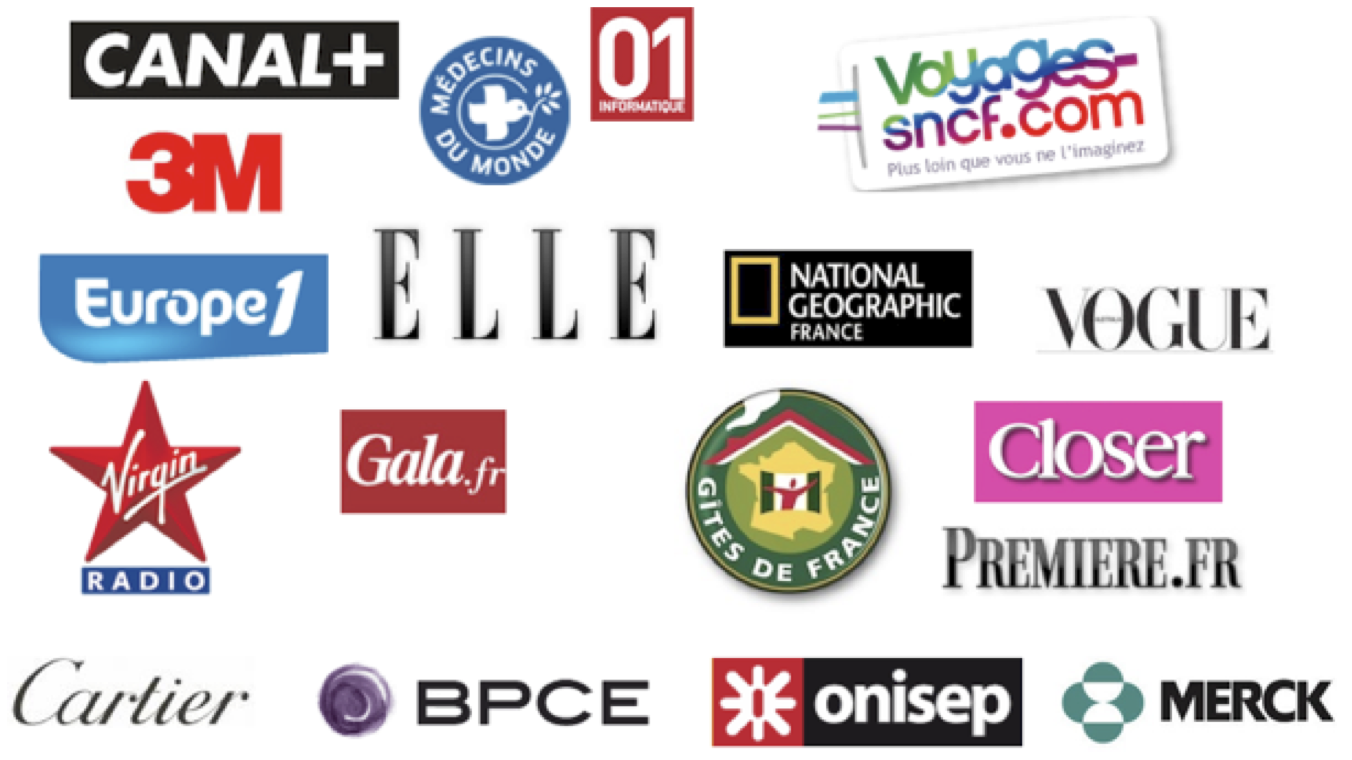 CANAL+
MÉDECINS
DU MONDE
01
INFORMATIQUE
Voyages-
sncf.com
Plus loin que vous ne l'imaginez
3M
Europe1
ELLE
NATIONAL
GEOGRAPHIC
FRANCE
VOGUE
AUSTRALIA
Virgin
RADIO
Gala.fr
GÎTES DE FRANCE
Closer
PREMIERE.FR
Cartier
BPCE
onisep
MERCK